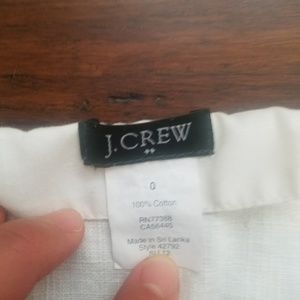 J.CREW
0
100% Cotton
RN77388
CA56445
Made in Sri Lanka
Style 42792